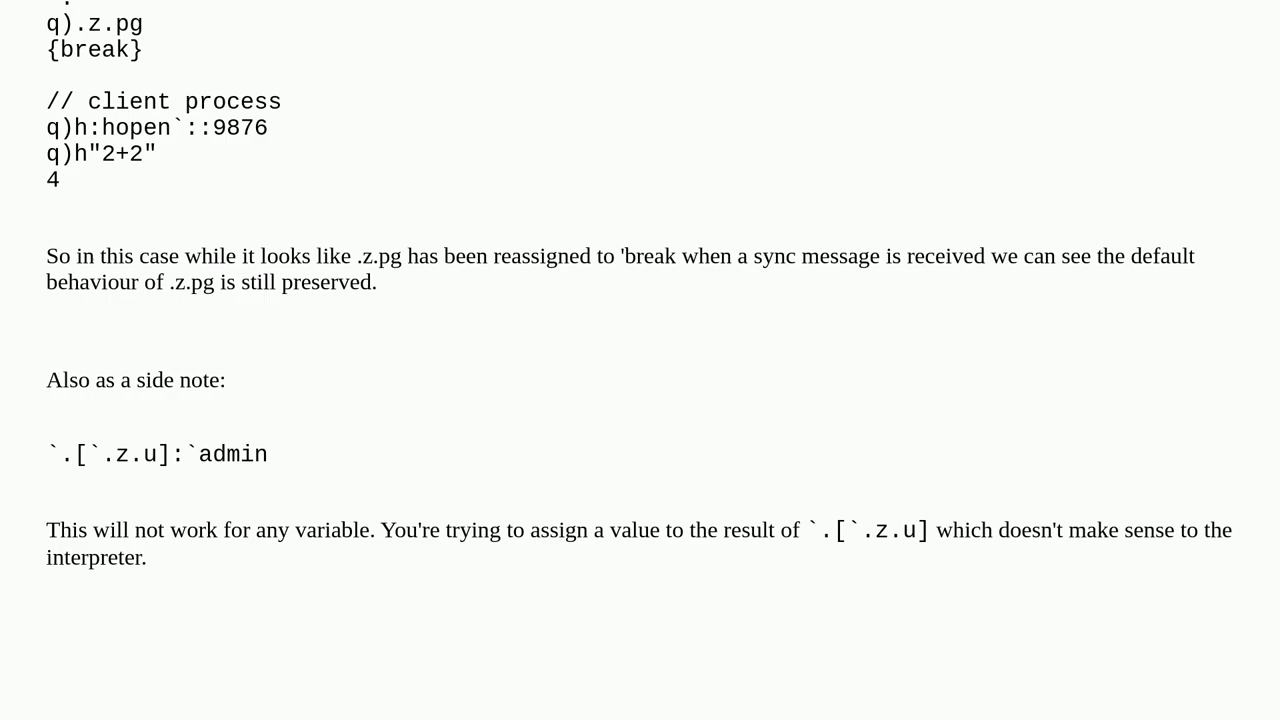 q).z.pg
{break}
// client process
q)h:hopen`::9876
q)h"2+2"
4
So in this case while it looks like .z.pg has been reassigned to 'break when a sync message is received we can see the default
behaviour of .z.pg is still preserved.
Also as a side note:
`.[`.z.u]:`admin
This will not work for any variable. You're trying to assign a value to the result of `.[`.z.u] which doesn't make sense to the
interpreter.